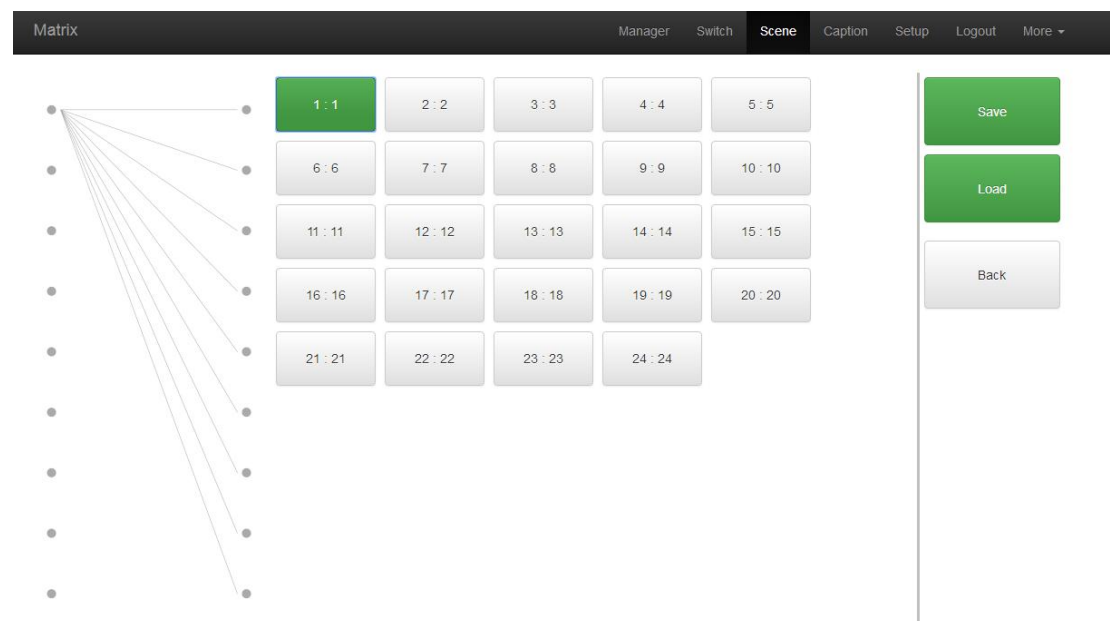 Matrix Manager Switch Scene Caption Setup Logout More
1 : 1 2 : 2 3 : 3 4 : 4 5 : 5 Save
6 : 6 7 : 7 8 : 8 9 : 9 10 : 10 Load
11 : 11 12 : 12 13 : 13 14 : 14 15 : 15
16 : 16 17 : 17 18 : 18 19 : 19 20 : 20 Back
21 : 21 22 : 22 23 : 23 24 : 24